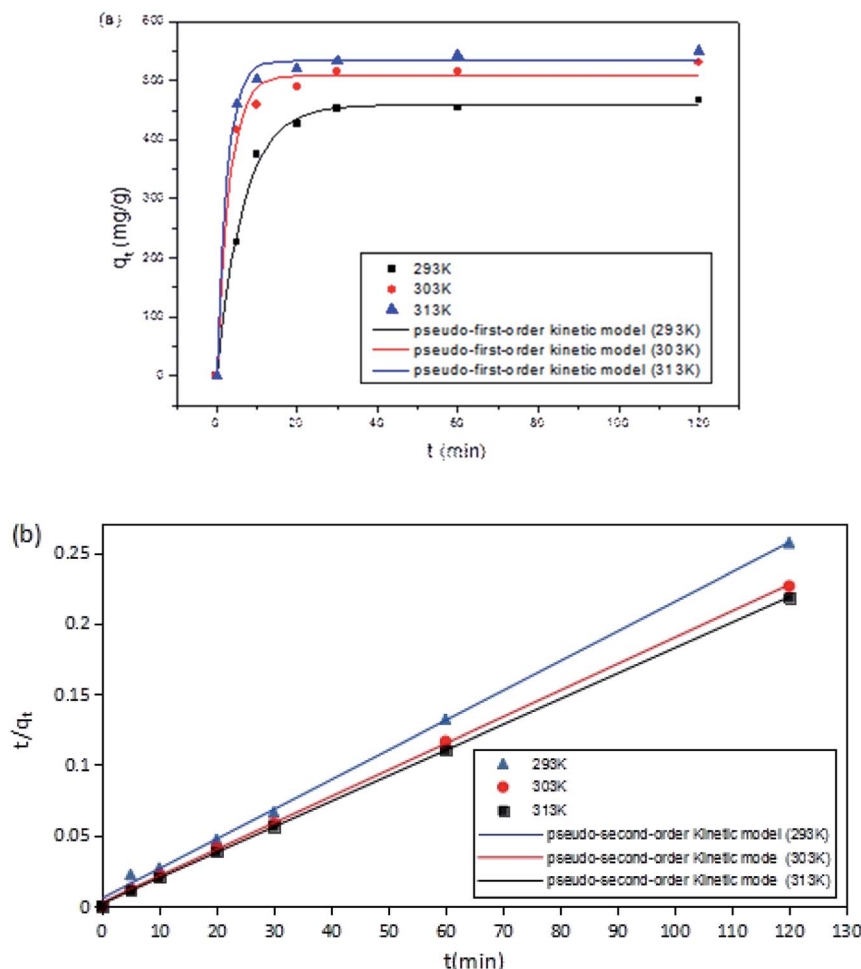 (a)
600
500
400
300
200
100
0
0 20 40 60 80 100 120
q_t (mg/g)
t (min)
293K
303K
313K
pseudo-first-order kinetic model (293K)
pseudo-first-order kinetic model (303K)
pseudo-first-order kinetic model (313K)
(b)
0.25
0.2
0.15
0.1
0.05
0
0 10 20 30 40 50 60 70 80 90 100 110 120 130
t/q_t
t(min)
293K
303K
313K
pseudo-second-order Kinetic model (293K)
pseudo-second-order Kinetic mode (303K)
pseudo-second-order Kinetic mode (313K)